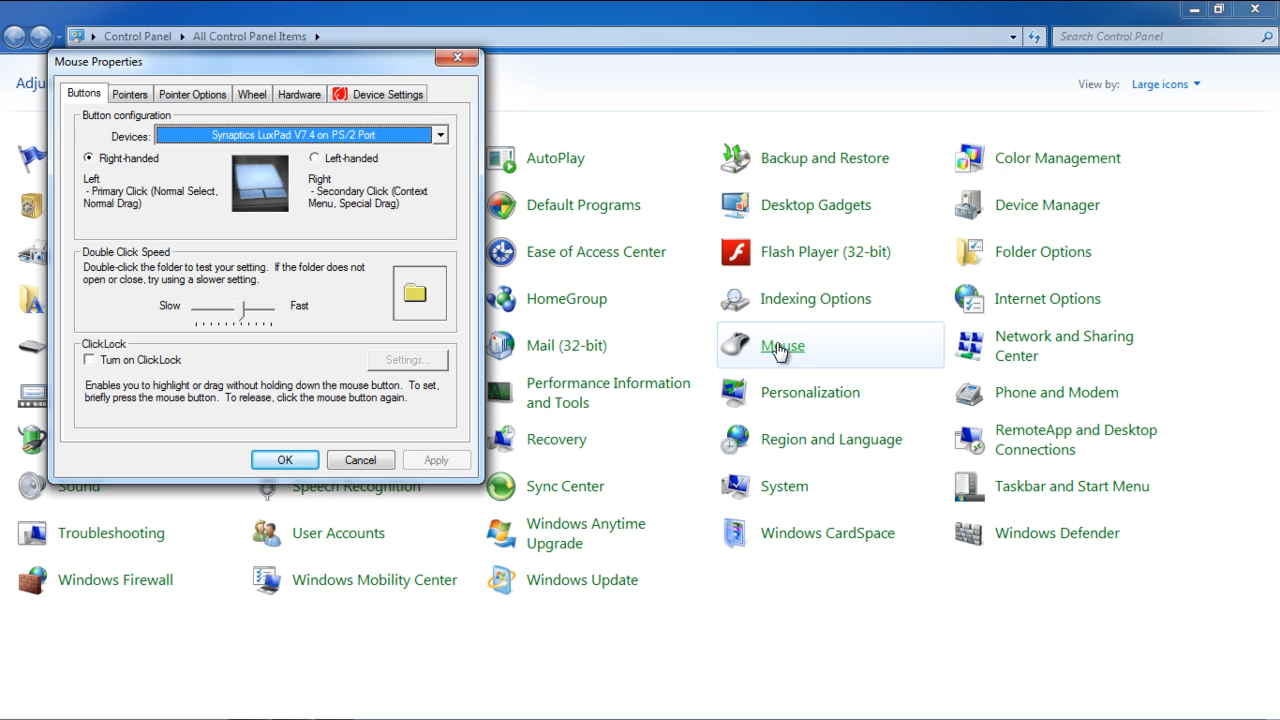 Control Panel
All Control Panel Items
Search Control Panel
Adju
View by:
Large icons
Mouse Properties
Buttons
Pointers
Pointer Options
Wheel
Hardware
Device Settings
Button configuration
Devices:
Synaptics LuxPad V7.4 on PS/2 Port
Right-handed
Left-handed
Left
- Primary Click (Normal Select,
Normal Drag)
Right
- Secondary Click (Context
Menu, Special Drag)
Double Click Speed
Double-click the folder to test your setting. If the folder does not
open or close, try using a slower setting.
Slow
Fast
ClickLock
Turn on ClickLock
Settings...
Enables you to highlight or drag without holding down the mouse button. To set,
briefly press the mouse button. To release, click the mouse button again.
OK
Cancel
Apply
AutoPlay
Backup and Restore
Color Management
Default Programs
Desktop Gadgets
Device Manager
Ease of Access Center
Flash Player (32-bit)
Folder Options
HomeGroup
Indexing Options
Internet Options
Mail (32-bit)
Mouse
Network and Sharing
Center
Performance Information
and Tools
Personalization
Phone and Modem
Recovery
Region and Language
RemoteApp and Desktop
Connections
Sound
Speech Recognition
Sync Center
System
Taskbar and Start Menu
Troubleshooting
User Accounts
Windows Anytime
Upgrade
Windows CardSpace
Windows Defender
Windows Firewall
Windows Mobility Center
Windows Update